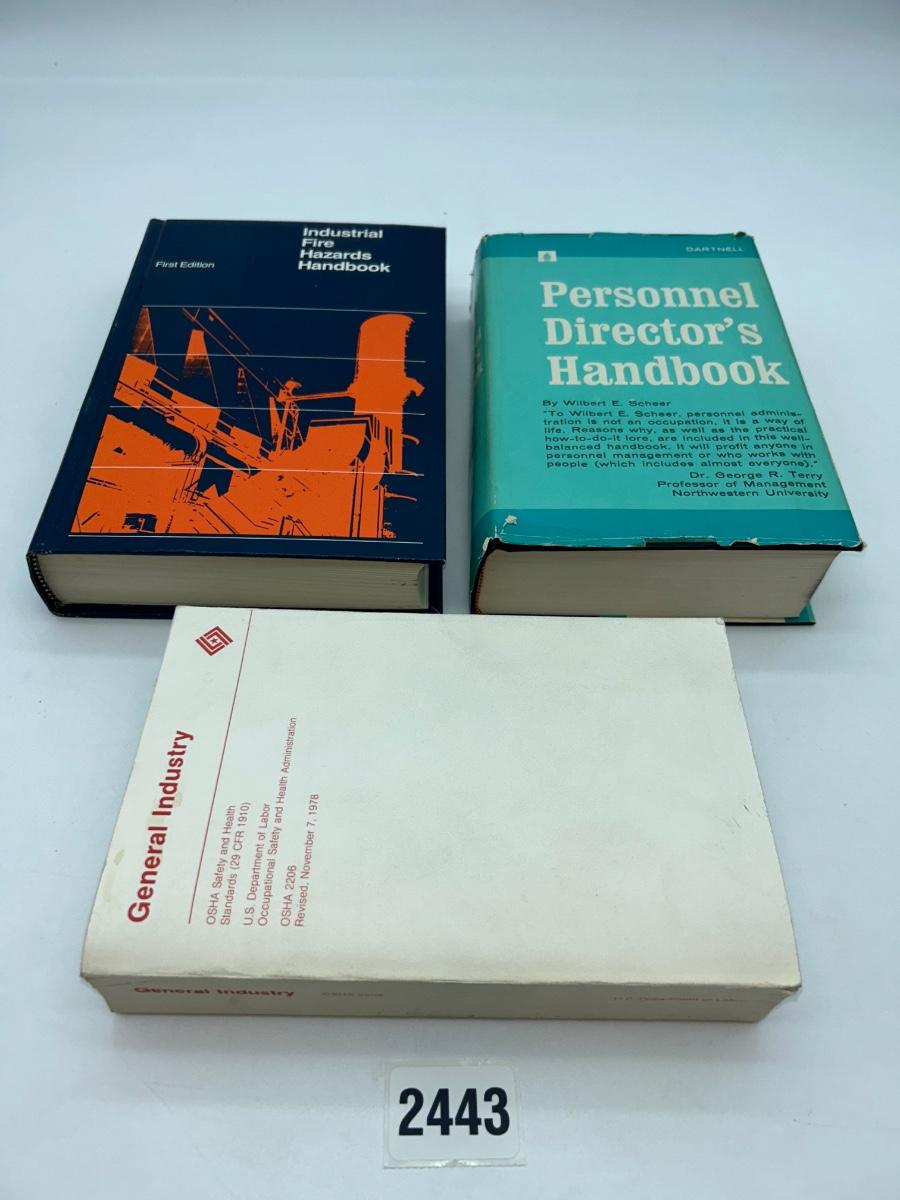 Industrial
Fire
Hazards
Handbook
First Edition
DARTNELL
Personnel
Director's
Handbook
By Wilbert E. Scheer
"To Wilbert E. Scheer, personnel adminis-
tration is not an occupation, it is a way of
life. Reasons why, as well as the practical
how-to-do-it lore, are included in this well-
balanced handbook. It will profit anyone in
personnel management or who works with
people (which includes almost everyone)."
Dr. George R. Terry
Professor of Management
Northwestern University
General Industry
OSHA Safety and Health
Standards (29 CFR 1910)
U.S. Department of Labor
Occupational Safety and Health Administration
OSHA 2206
Revised, November 7, 1978
General Industry
OSHA 2206
U.S. Department of
2443